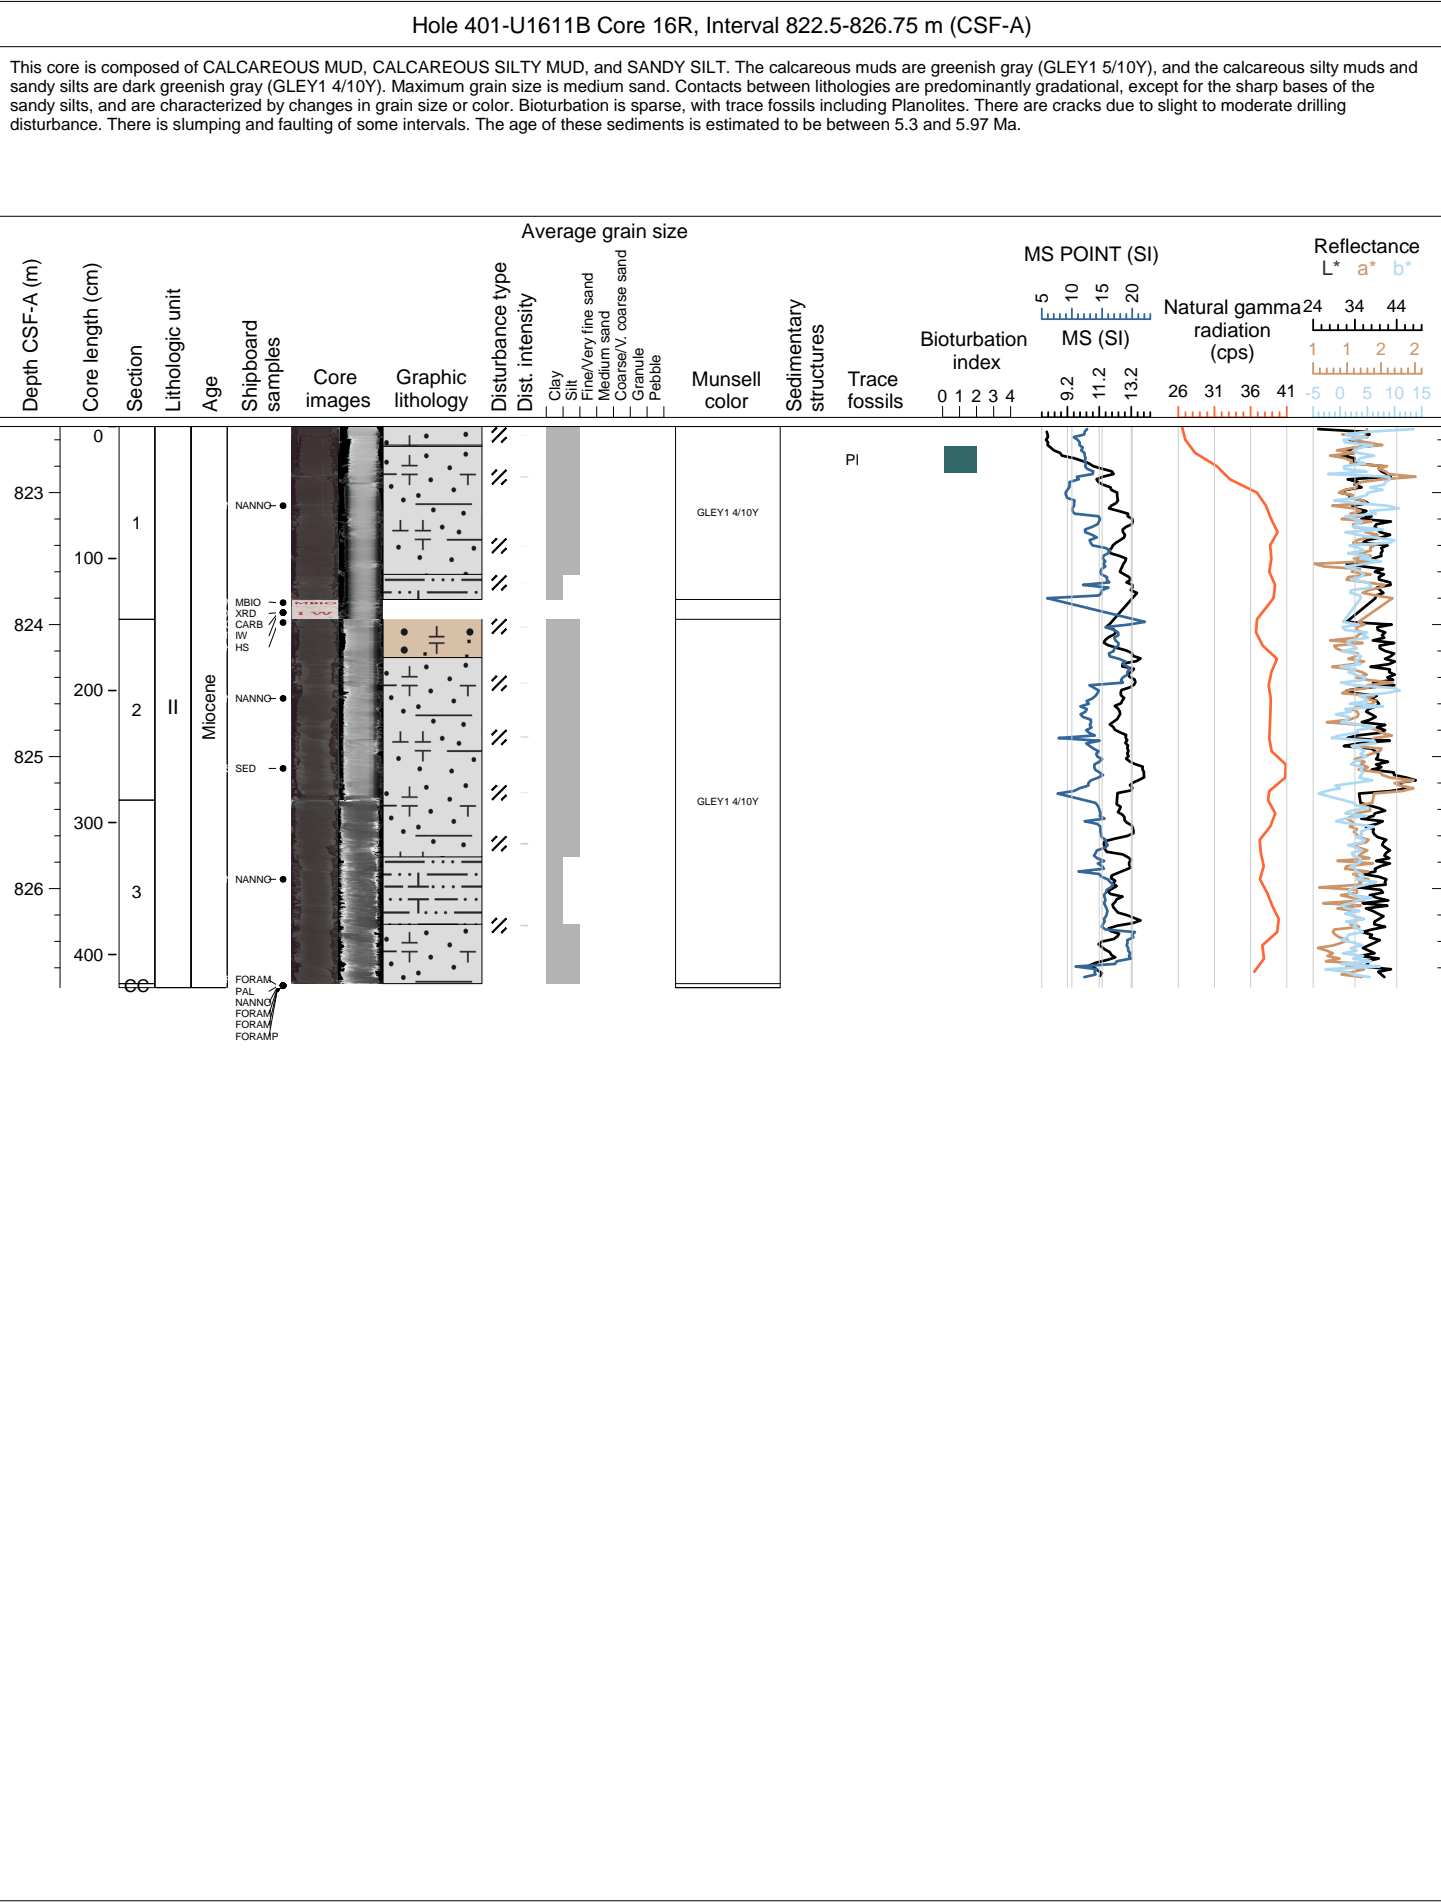 Hole 401-U1611B Core 16R, Interval 822.5-826.75 m (CSF-A)
This core is composed of CALCAREOUS MUD, CALCAREOUS SILTY MUD, and SANDY SILT. The calcareous muds are greenish gray (GLEY1 5/10Y), and the calcareous silty muds and
sandy silts are dark greenish gray (GLEY1 4/10Y). Maximum grain size is medium sand. Contacts between lithologies are predominantly gradational, except for the sharp bases of the
sandy silts, and are characterized by changes in grain size or color. Bioturbation is sparse, with trace fossils including Planolites. There are cracks due to slight to moderate drilling
disturbance. There is slumping and faulting of some intervals. The age of these sediments is estimated to be between 5.3 and 5.97 Ma.
Depth CSF-A (m)
Core length (cm)
Section
Lithologic unit
Age
Shipboard
samples
Core
images
Graphic
lithology
Disturbance type
Dist. intensity
Average grain size
Clay
Silt
Fine/Very fine sand
Medium sand
Coarse/V. coarse sand
Granule
Pebble
Munsell
color
Sedimentary
structures
Trace
fossils
Bioturbation
index
0 1 2 3 4
MS POINT (SI)
5 10 15 20
MS (SI)
9.2 11.2 13.2
Natural gamma
radiation
(cps)
26 31 36 41
Reflectance
L* a* b*
24 34 44
1 1 2 2
-5 0 5 10 15
823
824
825
826
0
100
200
300
400
1
2
3
CC
II
Miocene
NANNO
MBIO
XRD
CARB
IW
HS
NANNO
SED
NANNO
FORAM
PAL
NANNO
FORAM
FORAM
FORAMP
MBIO
I W
GLEY1 4/10Y
GLEY1 4/10Y
Pl